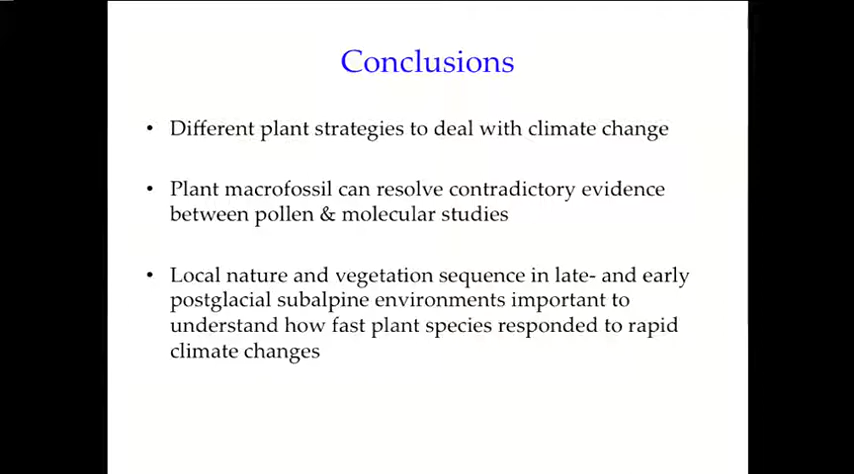 Conclusions
• Different plant strategies to deal with climate change
• Plant macrofossil can resolve contradictory evidence
between pollen & molecular studies
• Local nature and vegetation sequence in late- and early
postglacial subalpine environments important to
understand how fast plant species responded to rapid
climate changes